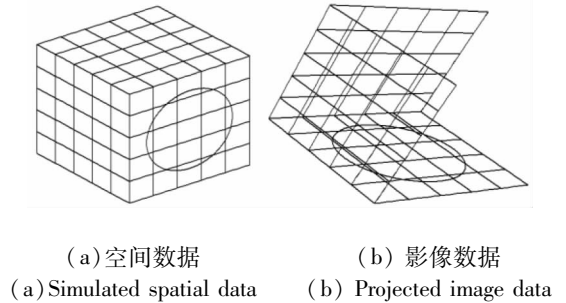 (a)空间数据
(b) 影像数据
(a)Simulated spatial data
(b) Projected image data